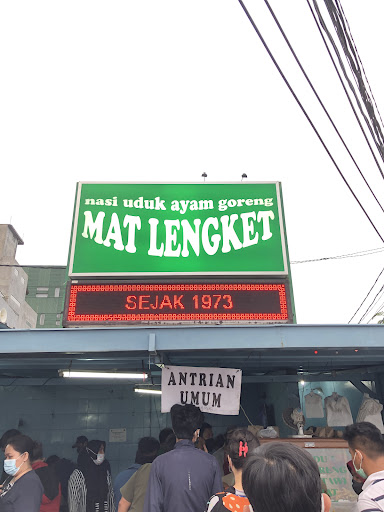 nasi uduk ayam goreng
MAT LENGKET
SEJAK 1973
ANTRIAN
UMUM